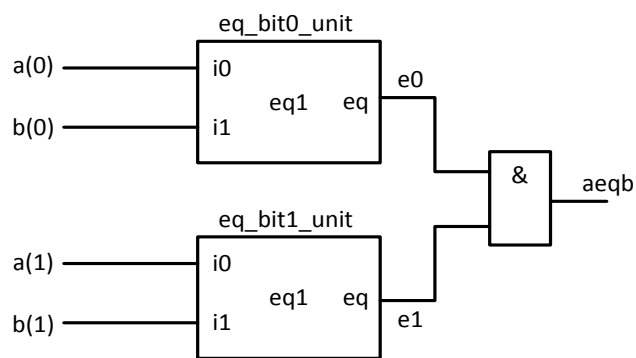 eq_bit0_unit
a(0)
i0
eq1
eq
e0
b(0)
i1
&
aeqb
eq_bit1_unit
a(1)
i0
eq1
eq
b(1)
i1
e1